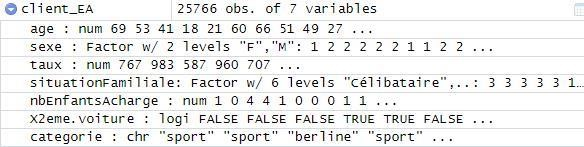 client_EA 25766 obs. of 7 variables
age : num 69 53 41 18 21 60 66 51 49 27 ...
sexe : Factor w/ 2 levels "F","M": 1 2 2 2 2 2 1 1 2 2 ...
taux : num 767 983 587 960 707 ...
situationFamiliale: Factor w/ 6 levels "Célibataire",..: 3 3 3 3 3 1…
nbEnfantsAcharge : num 1 0 4 4 1 0 0 0 1 1 ...
X2eme.voiture : logi FALSE FALSE FALSE TRUE TRUE FALSE ...
categorie : chr "sport" "sport" "berline" "sport" ...